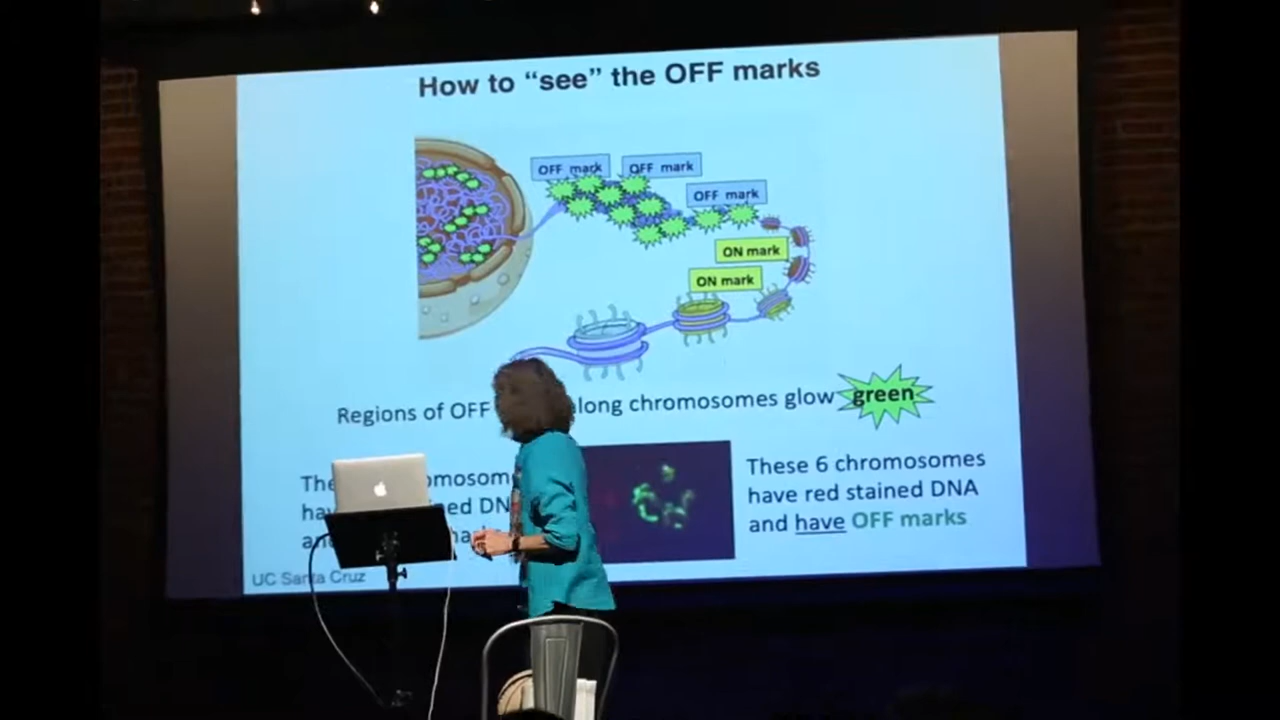 How to “see” the OFF marks
OFF mark
OFF mark
OFF mark
ON mark
ON mark
Regions of OFF along chromosomes glow green
These 6 chromosomes
have red stained DNA
and have OFF marks
UC Santa Cruz